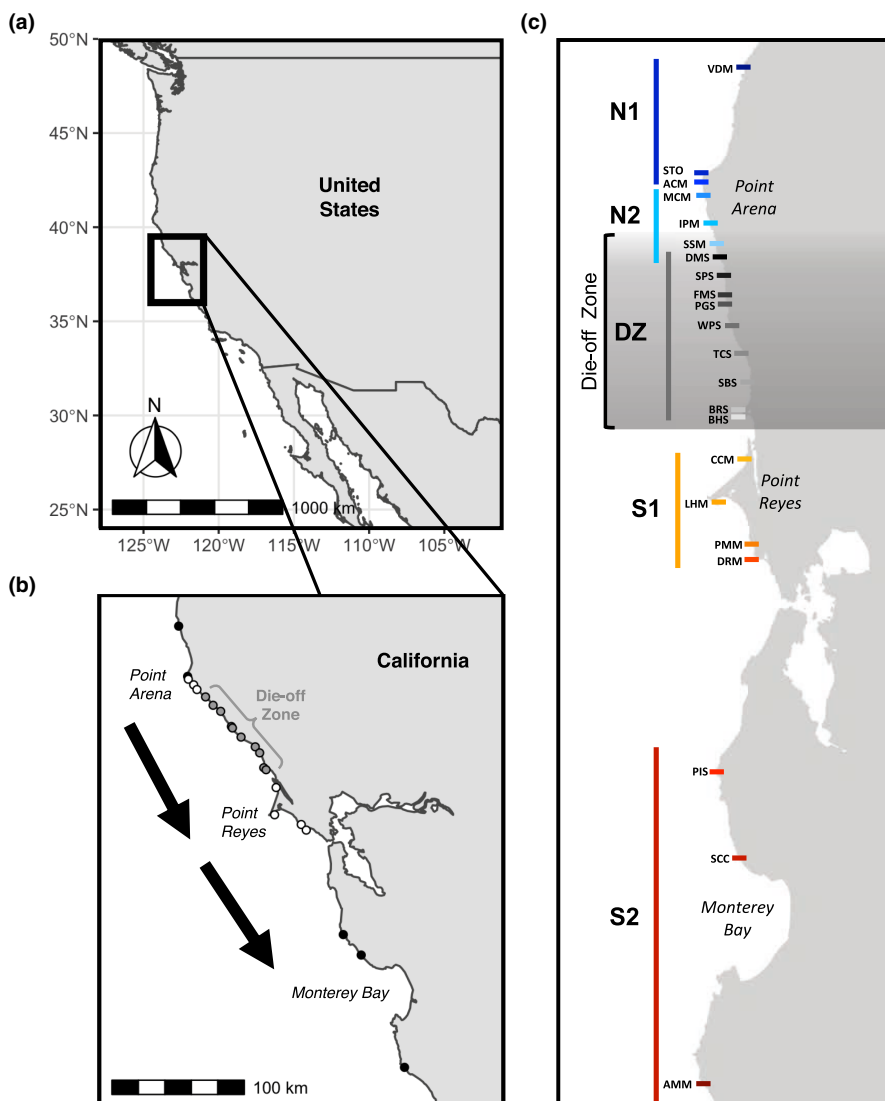 (a)
50°N
45°N
40°N
35°N
30°N
25°N
United
States
N
1000 km
125°W
120°W
115°W
110°W
105°W
(b)
California
Point
Arena
Die-off
Zone
Point
Reyes
Monterey Bay
100 km
(c)
VDM
N1
STO
ACM
MCM
Point
Arena
N2
IPM
SSM
DMS
SPS
FMS
PGS
Die-off Zone
DZ
WPS
TCS
SBS
BRS
BHS
CCM
Point
Reyes
S1
LHM
PMM
DRM
PIS
SCC
S2
Monterey
Bay
AMM